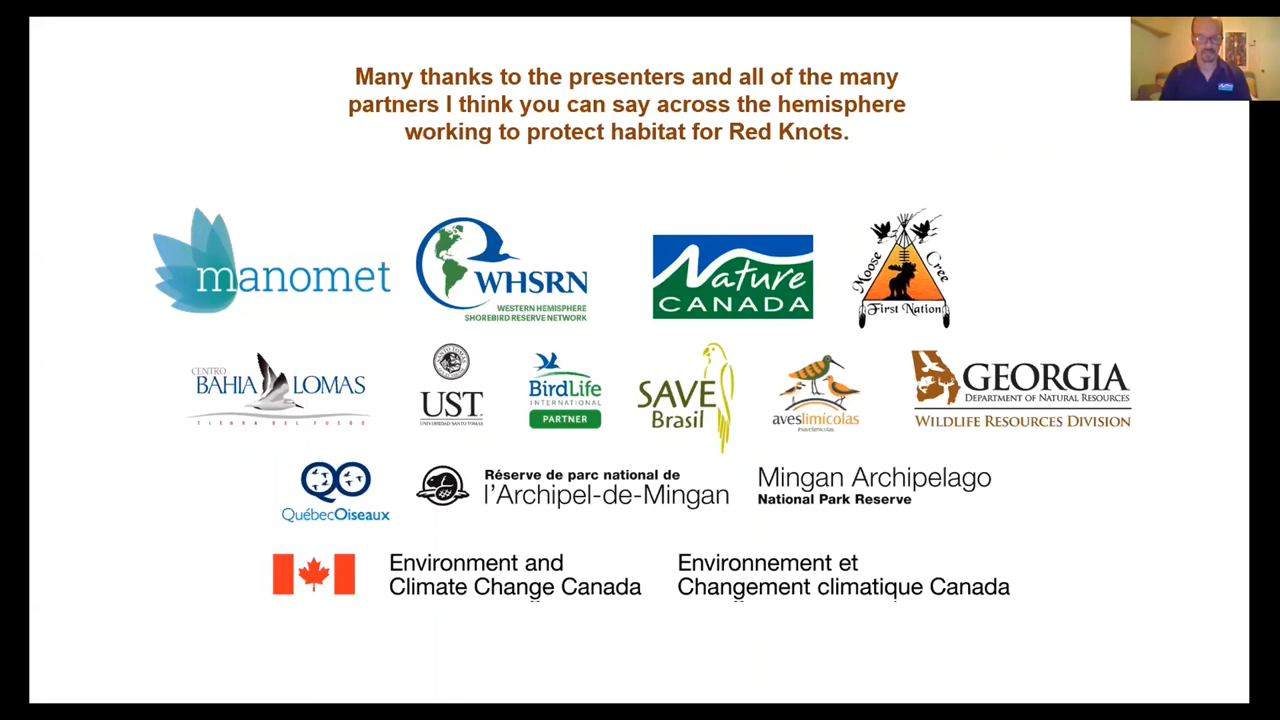 Many thanks to the presenters and all of the many
partners I think you can say across the hemisphere
working to protect habitat for Red Knots.
manomet
WHSRN
WESTERN HEMISPHERE
SHOREBIRD RESERVE NETWORK
Nature
CANADA
Moose Cree
First Nation
CENTRO
BAHIA LOMAS
TIERRA DEL FUEGO
UST
UNIVERSIDAD SANTO TOMAS
BirdLife
INTERNATIONAL
PARTNER
SAVE
Brasil
aveslimícolas
GEORGIA
DEPARTMENT OF NATURAL RESOURCES
WILDLIFE RESOURCES DIVISION
QuébecOiseaux
Réserve de parc national de
l'Archipel-de-Mingan
Mingan Archipelago
National Park Reserve
Environment and
Climate Change Canada
Environnement et
Changement climatique Canada